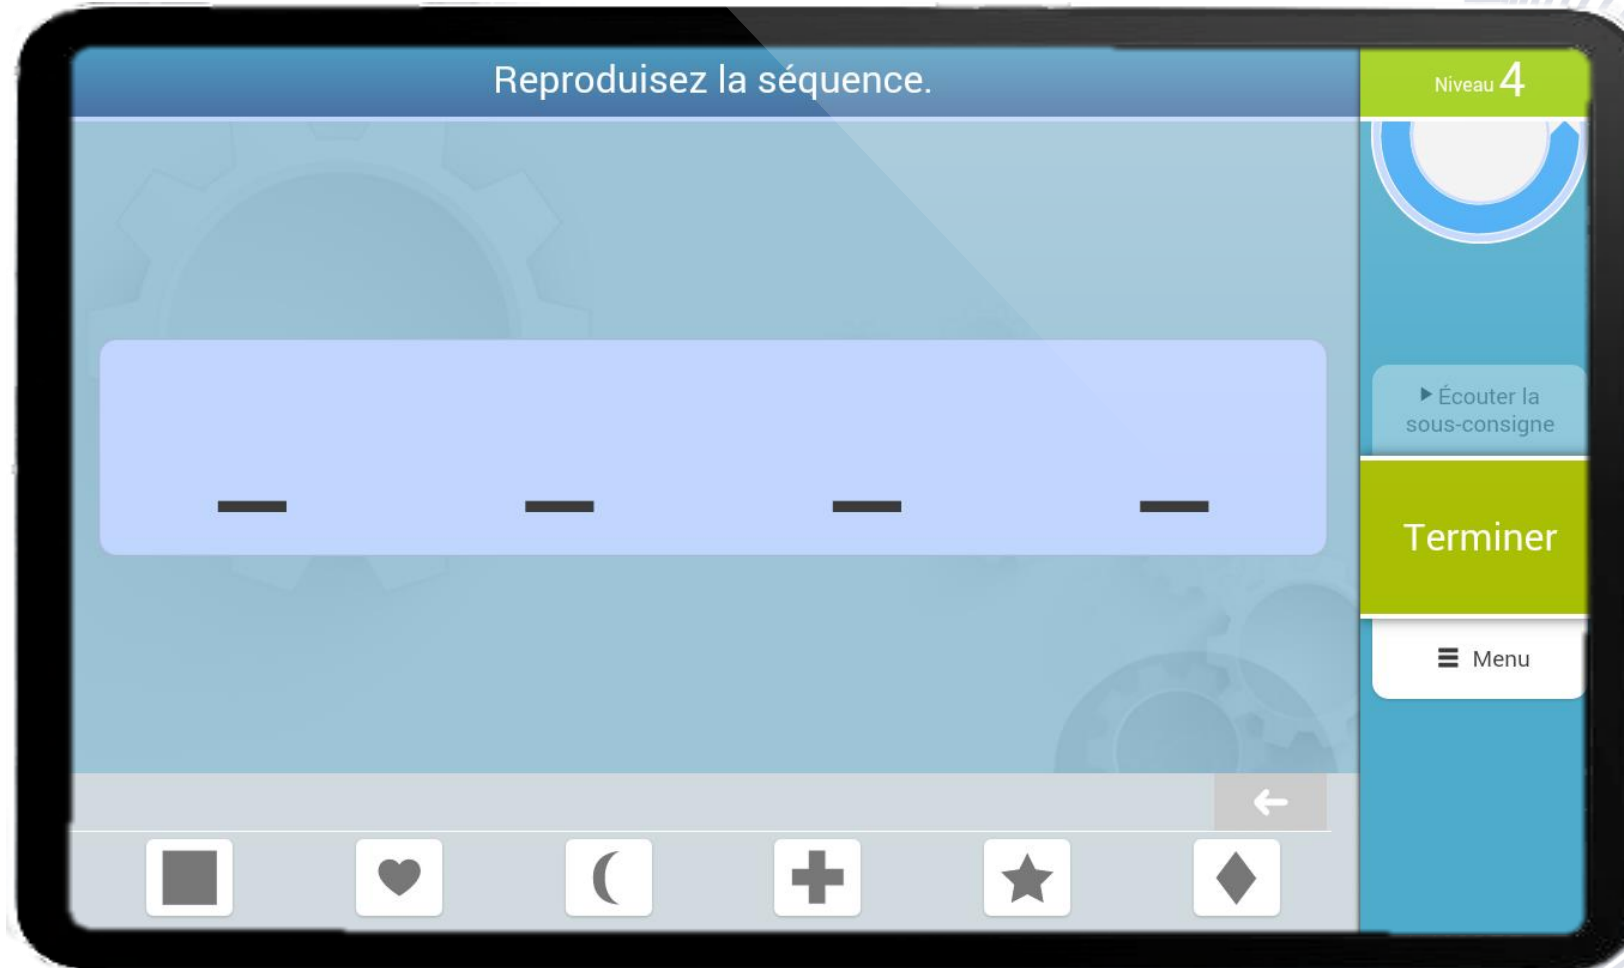 Reproduisez la séquence.
Niveau 4
Écouter la
sous-consigne
Terminer
Menu